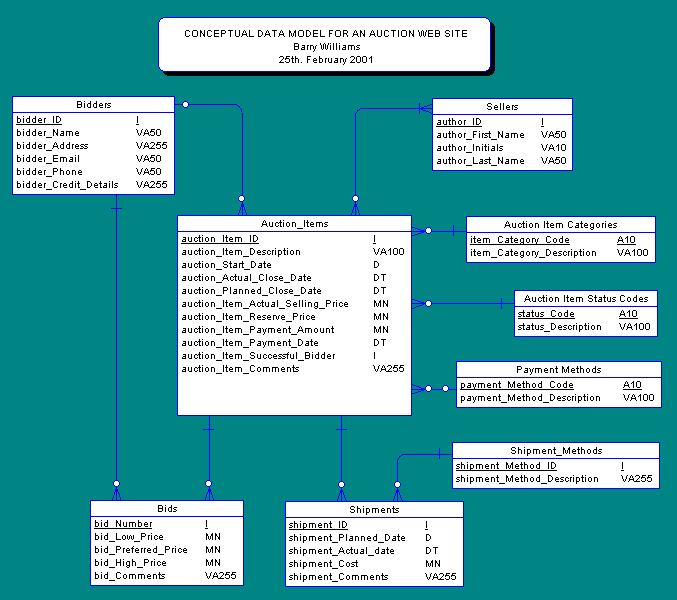 CONCEPTUAL DATA MODEL FOR AN AUCTION WEB SITE
Barry Williams
25th. February 2001
Bidders
bidder_ID I
bidder_Name VA50
bidder_Address VA255
bidder_Email VA50
bidder_Phone VA50
bidder_Credit_Details VA255
Sellers
author_ID I
author_First_Name VA50
author_Initials VA10
author_Last_Name VA50
Auction_Items
auction_Item_ID I
auction_Item_Description VA100
auction_Start_Date D
auction_Actual_Close_Date DT
auction_Planned_Close_Date DT
auction_Item_Actual_Selling_Price MN
auction_Item_Reserve_Price MN
auction_Item_Payment_Amount MN
auction_Item_Payment_Date DT
auction_Item_Successful_Bidder I
auction_Item_Comments VA255
Auction Item Categories
item_Category_Code A10
item_Category_Description VA100
Auction Item Status Codes
status_Code A10
status_Description VA100
Payment Methods
payment_Method_Code A10
payment_Method_Description VA100
Shipment_Methods
shipment_Method_ID I
shipment_Method_Description VA255
Bids
bid_Number I
bid_Low_Price MN
bid_Preferred_Price MN
bid_High_Price MN
bid_Comments VA255
Shipments
shipment_ID I
shipment_Planned_Date D
shipment_Actual_date DT
shipment_Cost MN
shipment_Comments VA255